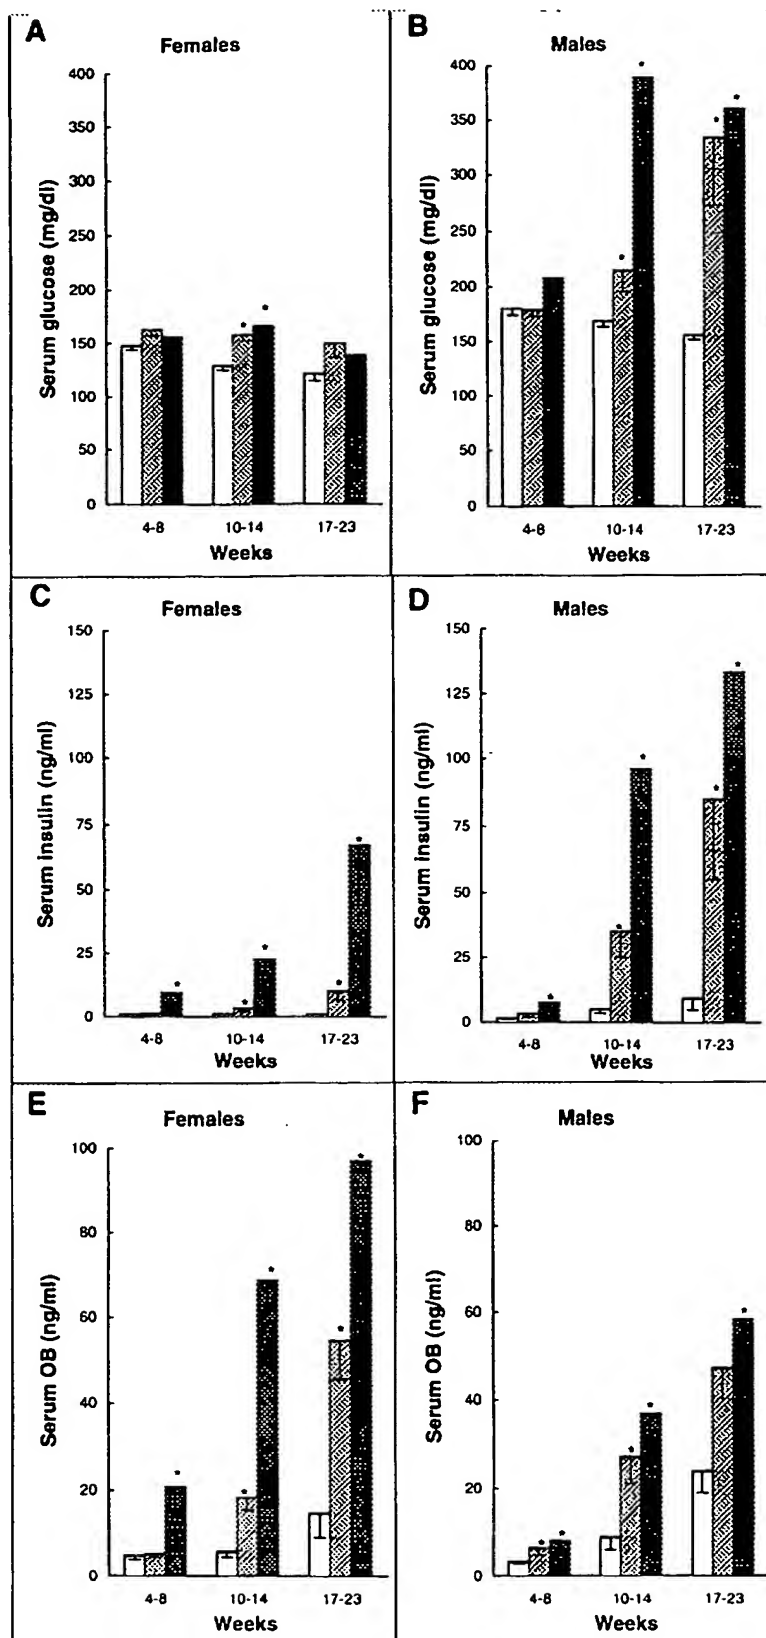 A
Females
400
350
300
250
200
150
100
50
0
Serum glucose (mg/dl)
* *
4-8 10-14 17-23
Weeks
B
Males
400
350
300
250
200
150
100
50
0
Serum glucose (mg/dl)
* * * *
4-8 10-14 17-23
Weeks
C
Females
150
125
100
75
50
25
0
Serum insulin (ng/ml)
* * * * *
4-8 10-14 17-23
Weeks
D
Males
150
125
100
75
50
25
0
Serum insulin (ng/ml)
* * * * *
4-8 10-14 17-23
Weeks
E
Females
100
80
60
40
20
0
Serum OB (ng/ml)
* * * * *
4-8 10-14 17-23
Weeks
F
Males
100
80
60
40
20
0
Serum OB (ng/ml)
* * * * *
4-8 10-14 17-23
Weeks